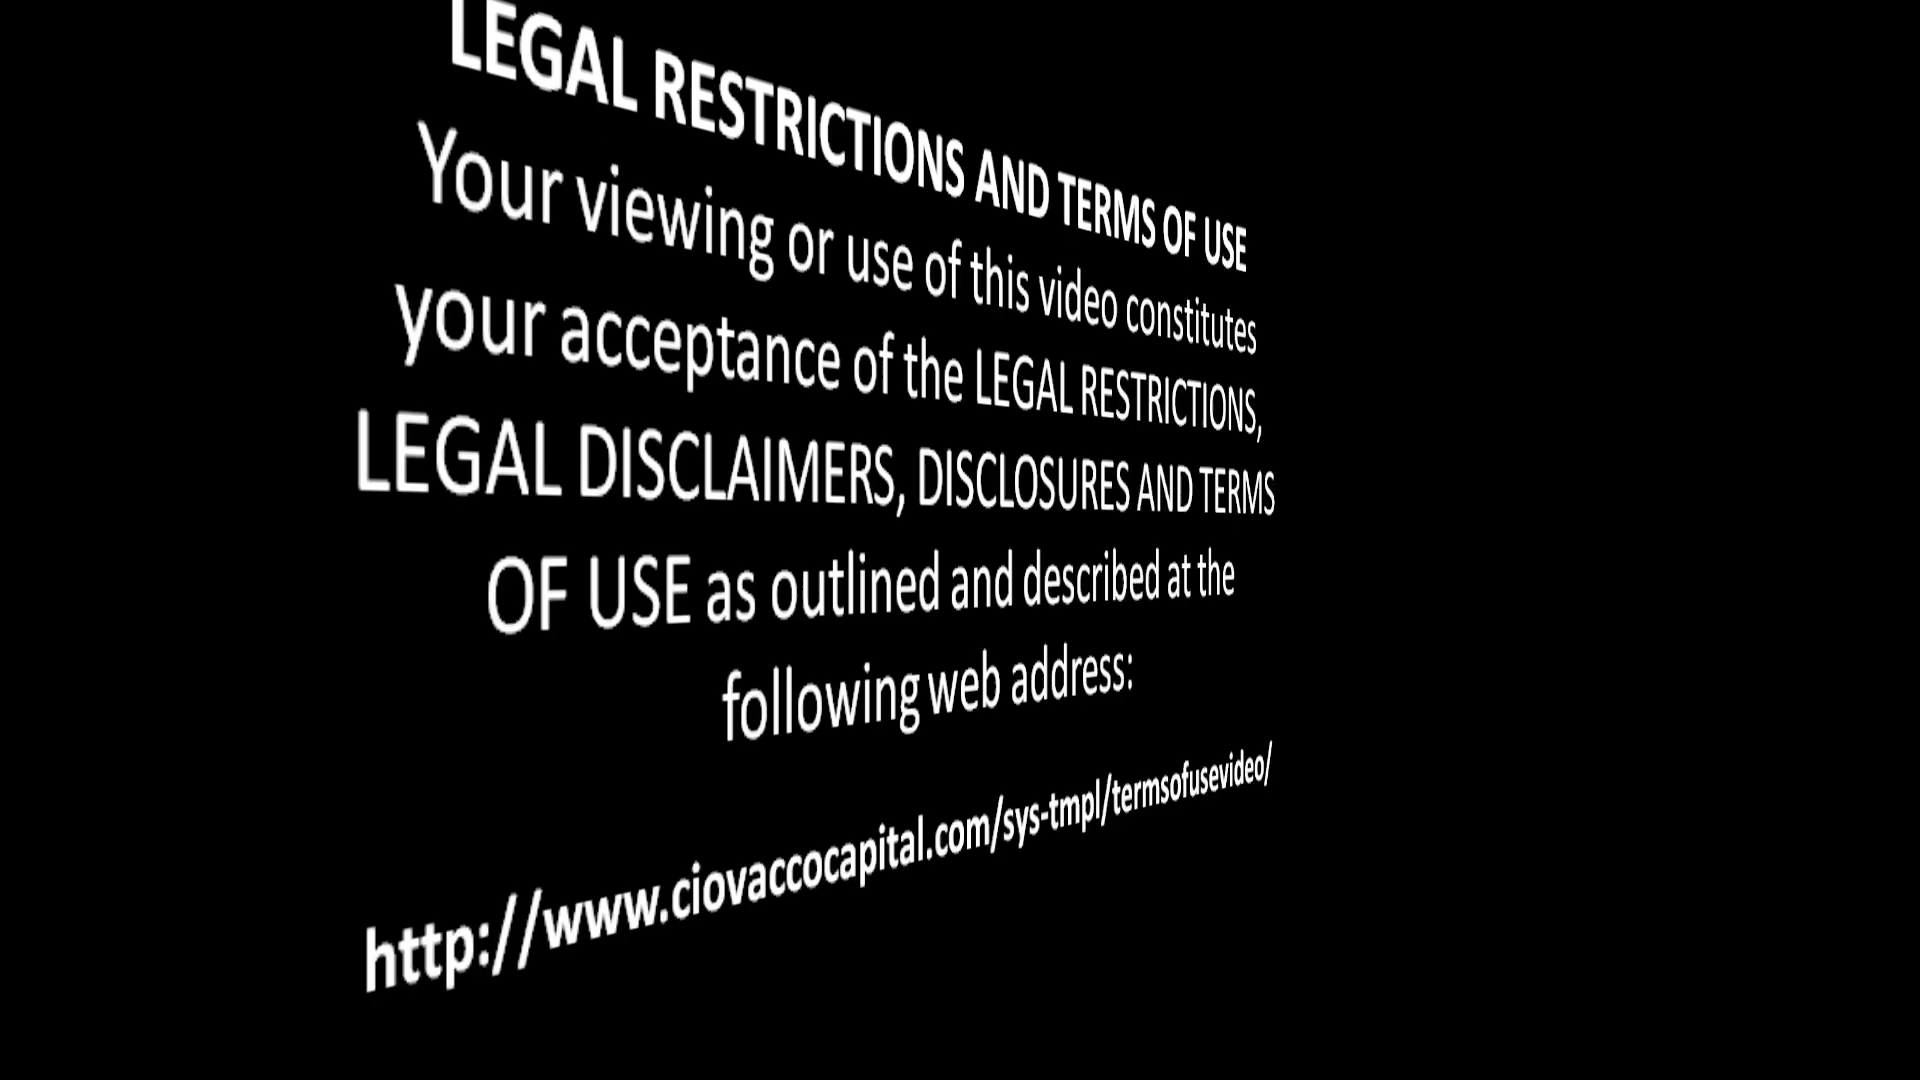 LEGAL RESTRICTIONS AND TERMS OF USE
Your viewing or use of this video constitutes
your acceptance of the LEGAL RESTRICTIONS,
LEGAL DISCLAIMERS, DISCLOSURES AND TERMS
OF USE as outlined and described at the
following web address:
http://www.ciovaccocapital.com/sys-tmpl/termsofusevideo/